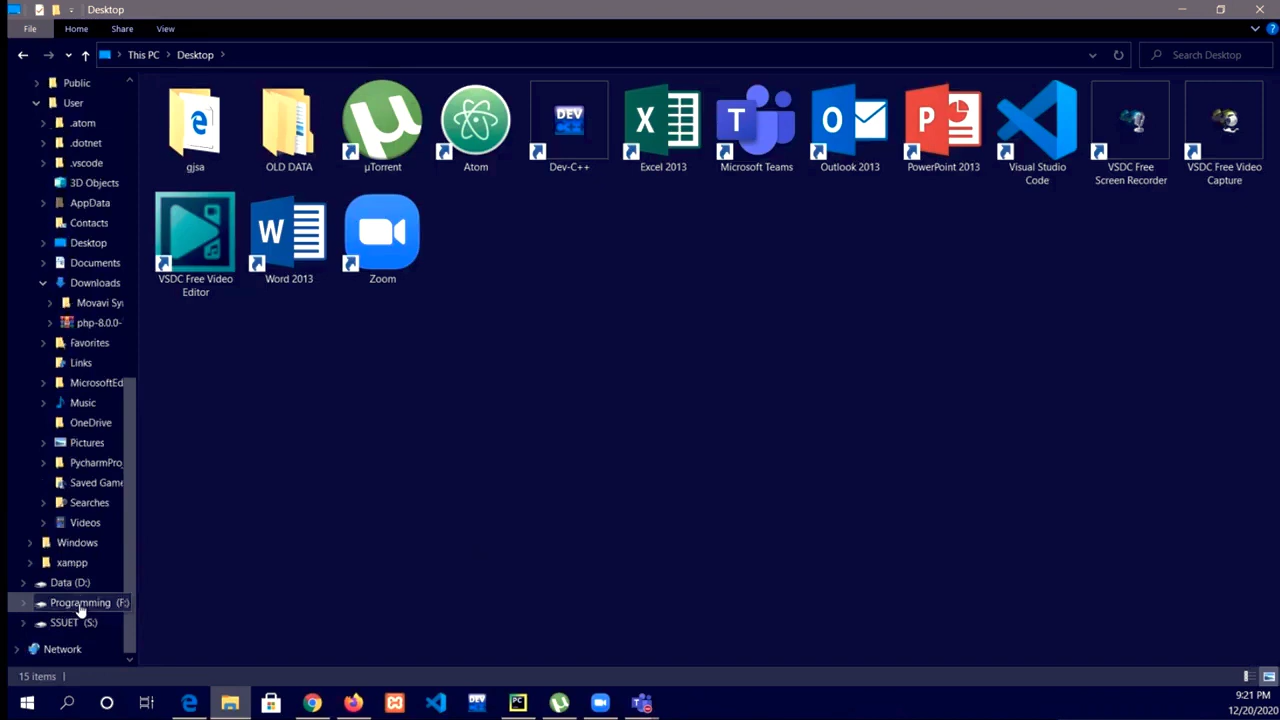 Desktop
File Home Share View
This PC Desktop
Search Desktop
Public
User
.atom
.dotnet
.vscode
3D Objects
AppData
Contacts
Desktop
Documents
Downloads
Movavi Sy
php-8.0.0-
Favorites
Links
MicrosoftEd
Music
OneDrive
Pictures
PycharmPro
Saved Game
Searches
Videos
Windows
xampp
Data (D:)
Programming (F:)
SSUET (S:)
Network
gjsa
OLD DATA
µTorrent
Atom
DEV
Dev-C++
Excel 2013
Microsoft Teams
Outlook 2013
PowerPoint 2013
Visual Studio
Code
VSDC Free
Screen Recorder
VSDC Free Video
Capture
VSDC Free Video
Editor
Word 2013
Zoom
15 items
DEV
PC
9:21 PM
12/20/2020